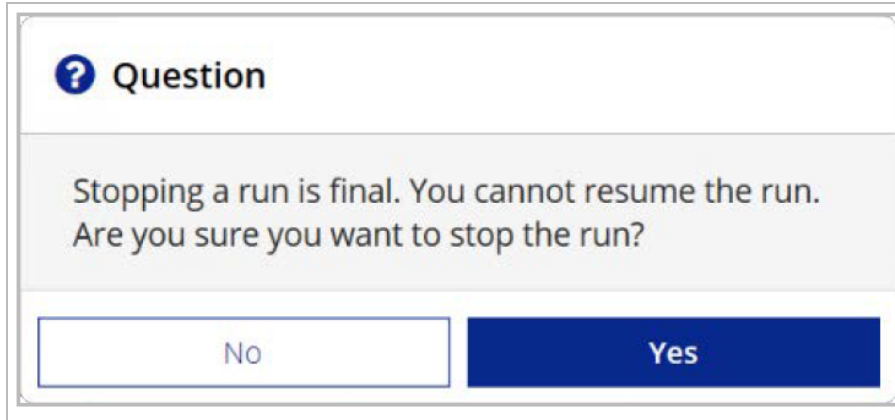 Question
Stopping a run is final. You cannot resume the run.
Are you sure you want to stop the run?
No
Yes